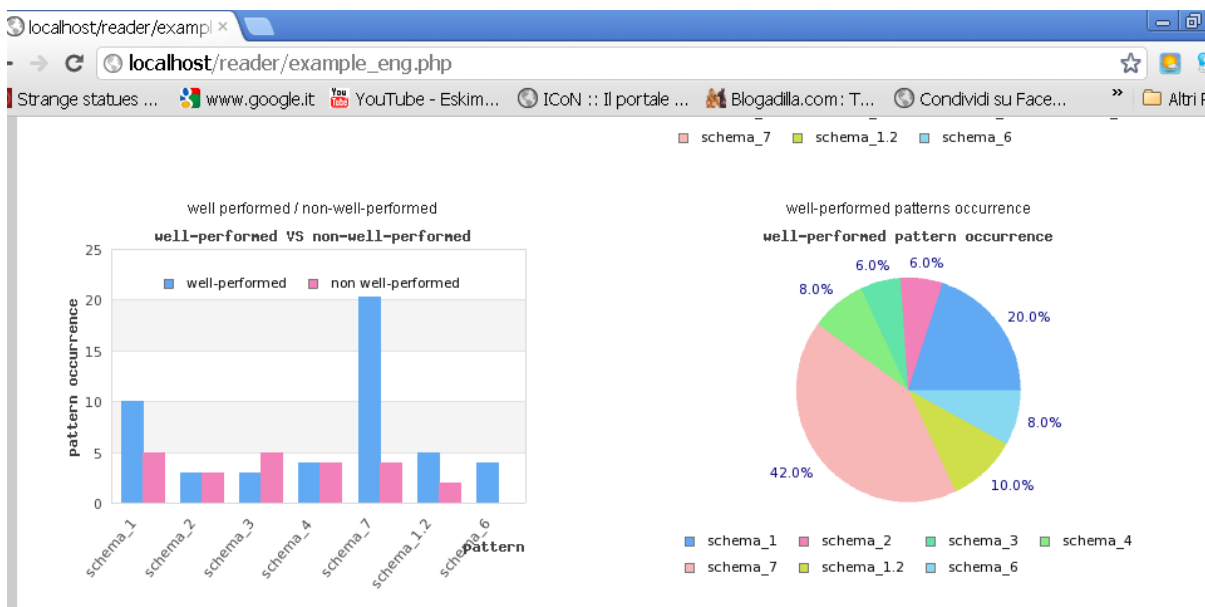 localhost/reader/exampl
localhost/reader/example_eng.php
Strange statues ... www.google.it YouTube - Eskim... ICoN :: Il portale ... Blogadilla.com: T... Condividi su Face... » Altri
schema_7 schema_1.2 schema_6
well performed / non-well-performed
well-performed VS non-well-performed
well-performed non well-performed
pattern occurrence
25
20
15
10
5
0
schema_1 schema_2 schema_3 schema_4 schema_7 schema_1.2 schema_6
pattern
well-performed patterns occurrence
well-performed pattern occurrence
6.0% 6.0%
8.0%
20.0%
8.0%
42.0%
10.0%
schema_1 schema_2 schema_3 schema_4
schema_7 schema_1.2 schema_6